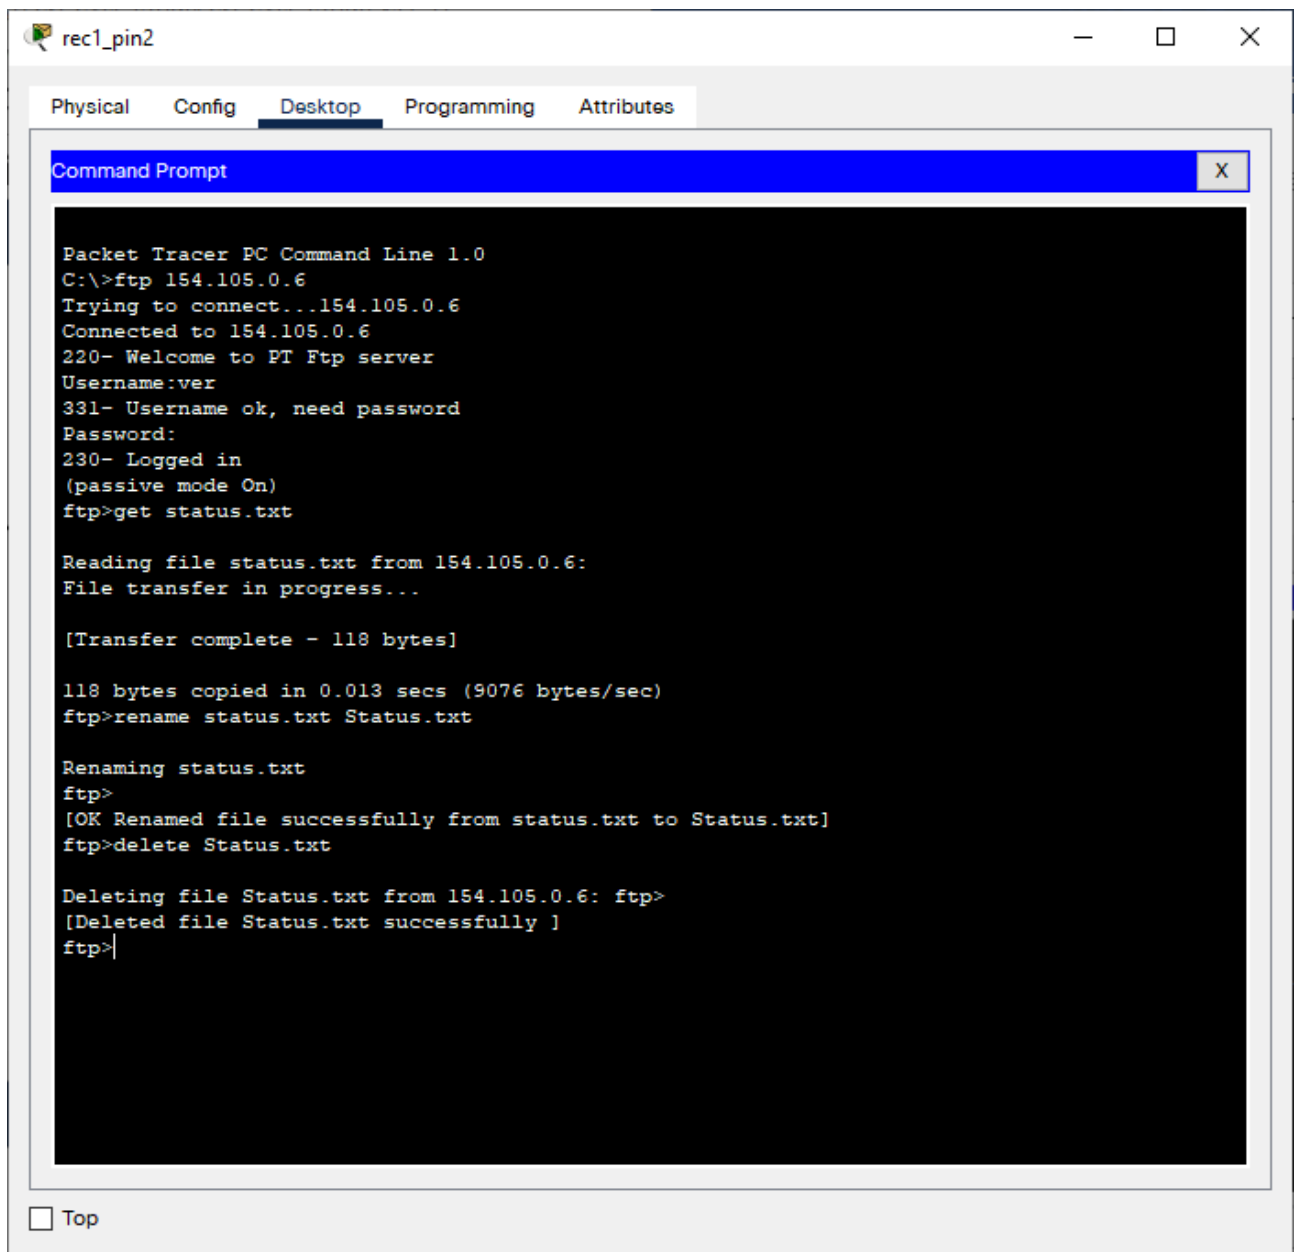 rec1_pin2
Physical Config Desktop Programming Attributes
Command Prompt X
Packet Tracer PC Command Line 1.0
C:\>ftp 154.105.0.6
Trying to connect...154.105.0.6
Connected to 154.105.0.6
220- Welcome to PT Ftp server
Username:ver
331- Username ok, need password
Password:
230- Logged in
(passive mode On)
ftp>get status.txt
Reading file status.txt from 154.105.0.6:
File transfer in progress...
[Transfer complete - 118 bytes]
118 bytes copied in 0.013 secs (9076 bytes/sec)
ftp>rename status.txt Status.txt
Renaming status.txt
ftp>
[OK Renamed file successfully from status.txt to Status.txt]
ftp>delete Status.txt
Deleting file Status.txt from 154.105.0.6: ftp>
[Deleted file Status.txt successfully ]
ftp>
Top